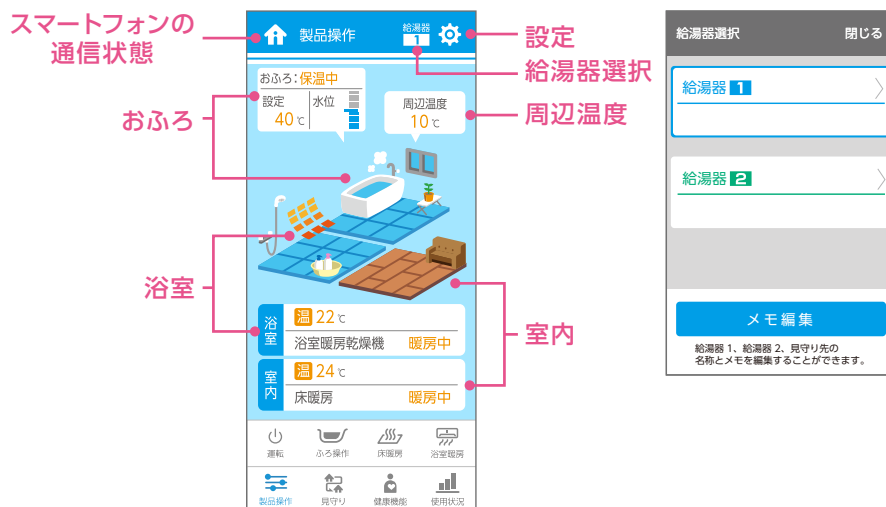 スマートフォンの
通信状態
おふろ
浴室
製品操作
給湯器
1
おふろ：保温中
設定
40℃
水位
周辺温度
10℃
浴室
温 22℃
浴室暖房乾燥機 暖房中
室内
温 24℃
床暖房 暖房中
運転 ふろ操作 床暖房 浴室暖房
製品操作 見守り 健康機能 使用状況
設定
給湯器選択
周辺温度
室内
給湯器選択 閉じる
給湯器 1
給湯器 2
メモ編集
給湯器 1、給湯器 2、見守り先の
名称とメモを編集することができます。